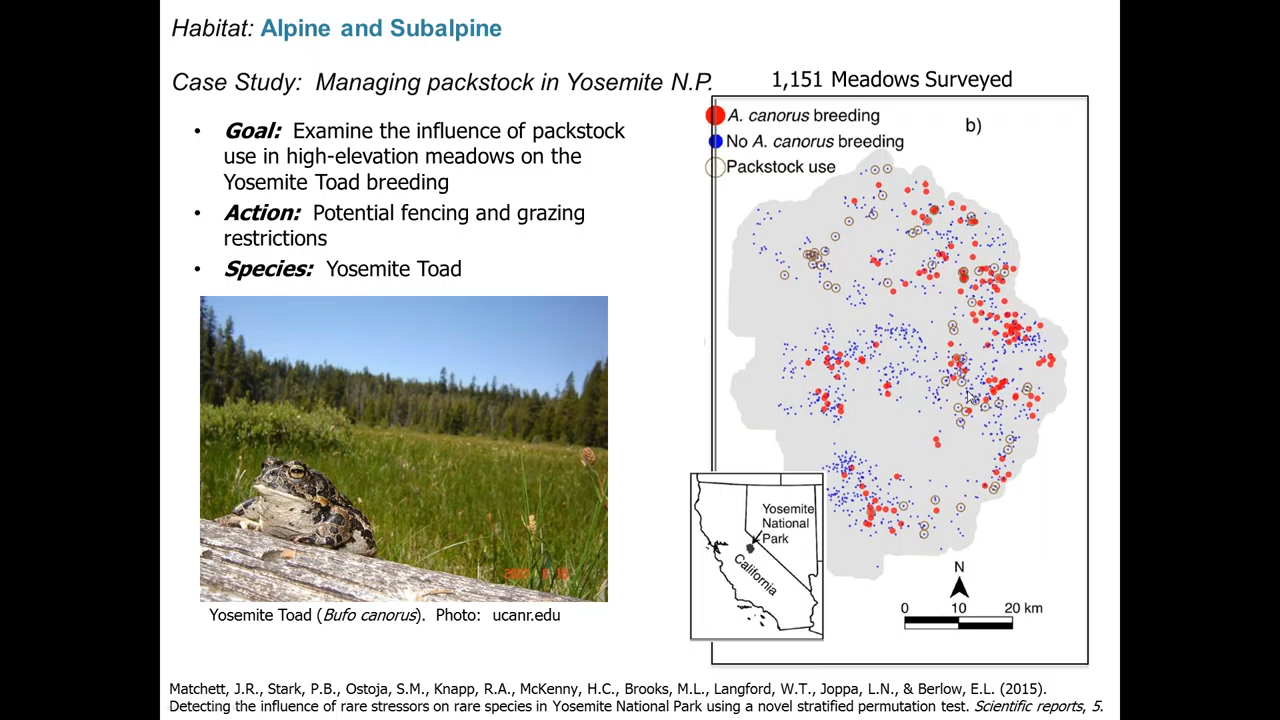 Habitat: Alpine and Subalpine
Case Study: Managing packstock in Yosemite N.P.
1,151 Meadows Surveyed
• Goal: Examine the influence of packstock
use in high-elevation meadows on the
Yosemite Toad breeding
• Action: Potential fencing and grazing
restrictions
• Species: Yosemite Toad
A. canorus breeding
No A. canorus breeding
Packstock use
b)
Yosemite
National
Park
California
N
0 10 20 km
Yosemite Toad (Bufo canorus). Photo: ucanr.edu
Matchett, J.R., Stark, P.B., Ostoja, S.M., Knapp, R.A., McKenny, H.C., Brooks, M.L., Langford, W.T., Joppa, L.N., & Berlow, E.L. (2015).
Detecting the influence of rare stressors on rare species in Yosemite National Park using a novel stratified permutation test. Scientific reports, 5.